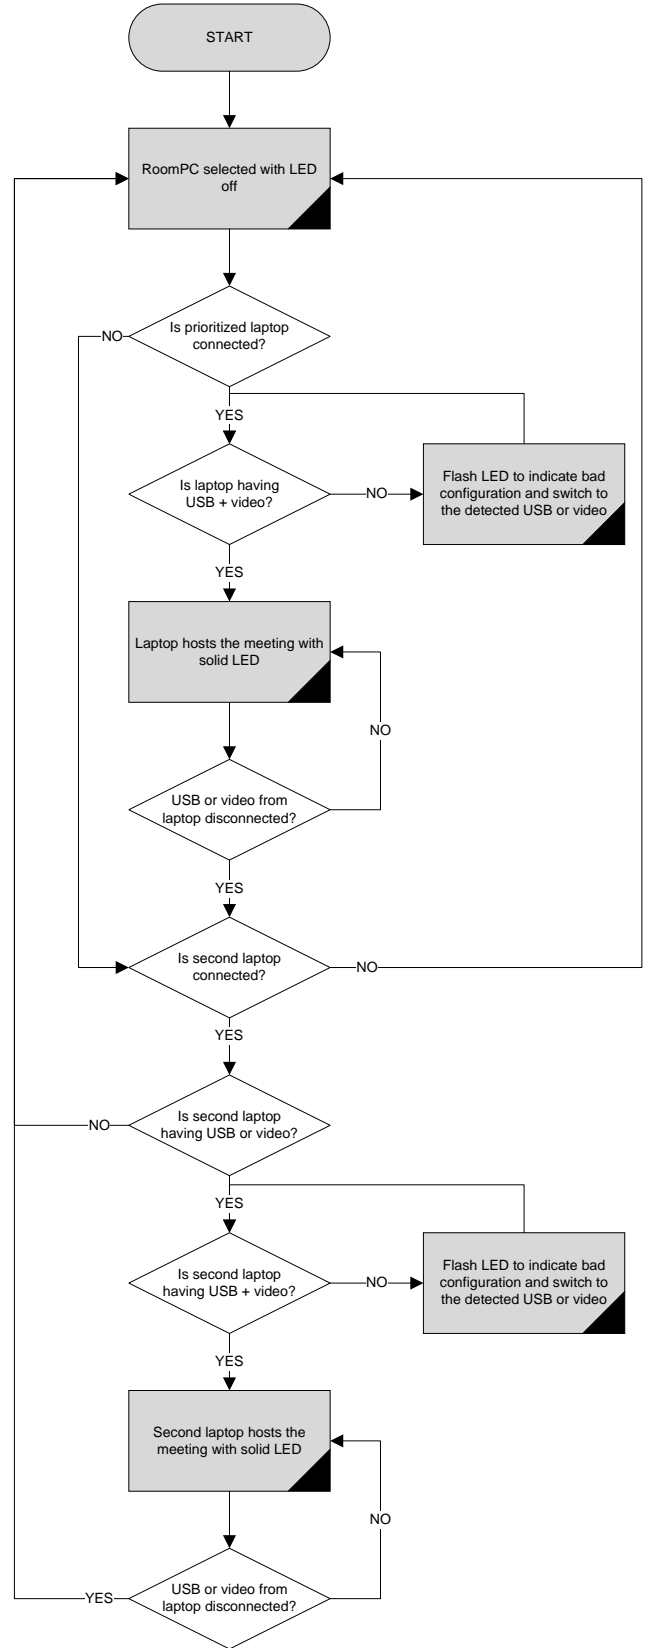 START
RoomPC selected with LED
off
Is prioritized laptop
connected?
NO
YES
Is laptop having
USB + video?
NO
Flash LED to indicate bad
configuration and switch to
the detected USB or video
YES
Laptop hosts the meeting with
solid LED
NO
USB or video from
laptop disconnected?
YES
Is second laptop
connected?
NO
YES
Is second laptop
having USB or video?
NO
YES
Is second laptop
having USB + video?
NO
Flash LED to indicate bad
configuration and switch to
the detected USB or video
YES
Second laptop hosts the
meeting with solid LED
NO
USB or video from
laptop disconnected?
YES